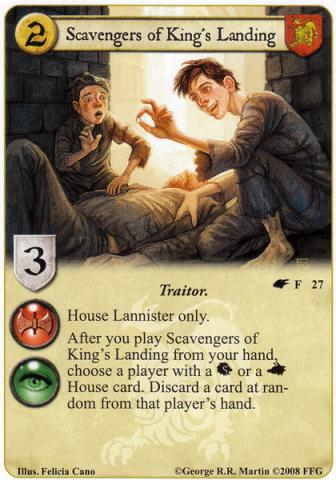 2
Scavengers of King's Landing
3
Traitor.
F 27
House Lannister only.
After you play Scavengers of
King's Landing from your hand,
choose a player with a or a
House card. Discard a card at ran-
dom from that player's hand.
Illus. Felicia Cano
©George R.R. Martin ©2008 FFG